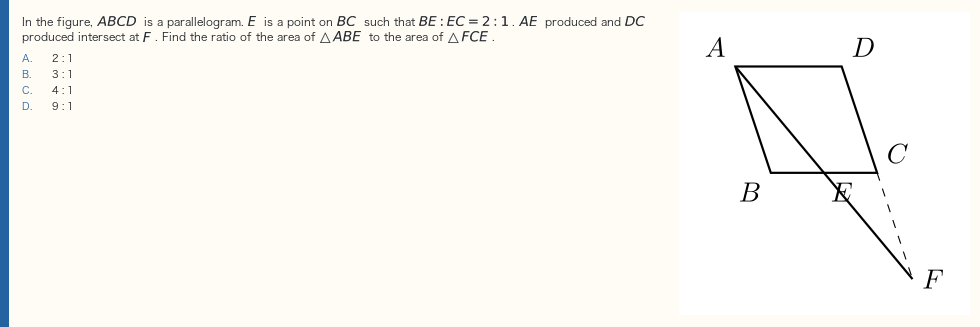 In the figure, ABCD is a parallelogram. E is a point on BC such that BE : EC = 2 : 1. AE produced and DC
produced intersect at F . Find the ratio of the area of △ABE to the area of △FCE .
A. 2 : 1
B. 3 : 1
C. 4 : 1
D. 9 : 1
A
D
C
B
E
F